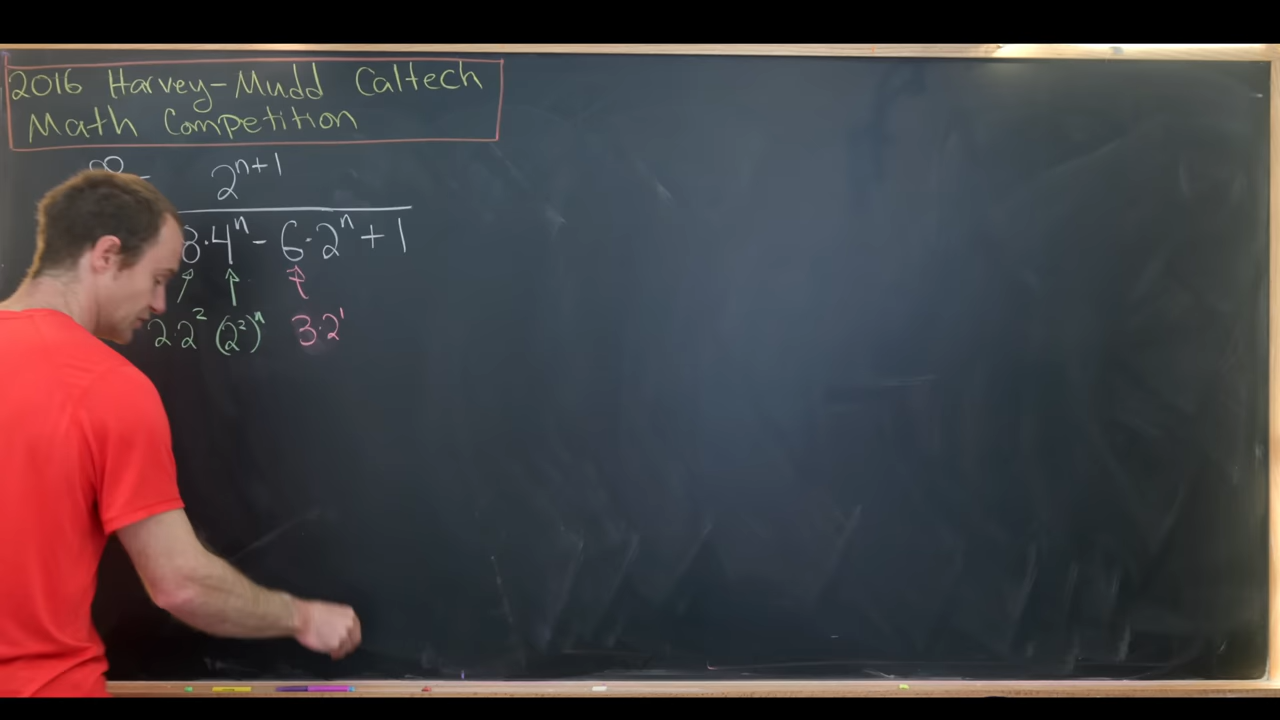 2016 Harvey-Mudd Caltech
Math Competition
∞ 2^{n+1}
8·4^n - 6·2^n + 1
2·2^2 (2^2)^n 3·2^1